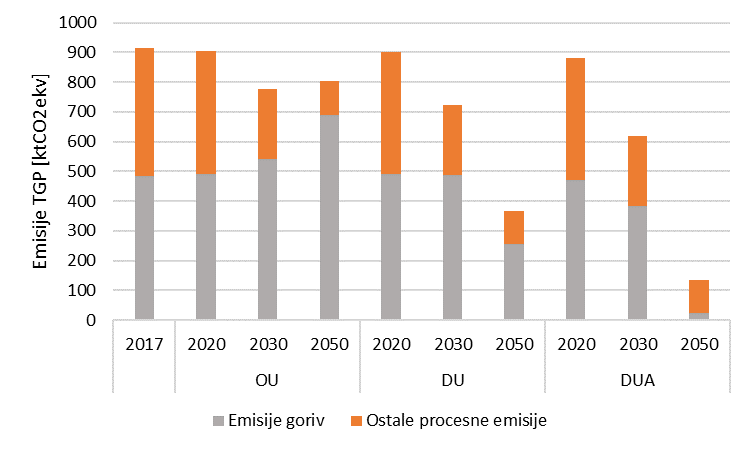 Emisije TGP [ktCO2ekv]
1000
900
800
700
600
500
400
300
200
100
0
2017 2020 2030 2050 2020 2030 2050 2020 2030 2050
OU DU DUA
Emisije goriv Ostale procesne emisije